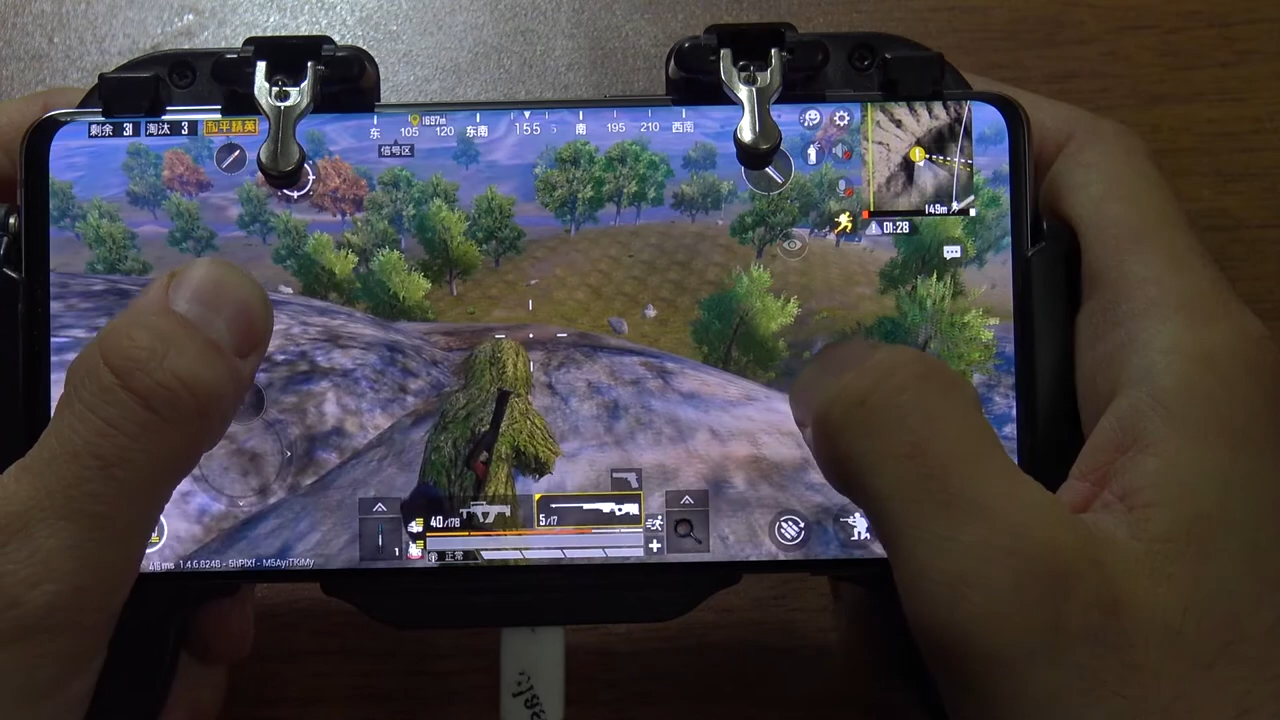 剩余 31 淘汰 3 和平精英
1697m
东 105 120 东南 155 南 195 210 西南
信号区
149m
01:28
40/178
5/17
1
正常
1.4.6.8248 - 5hPlXf - M5AyiTKiMy